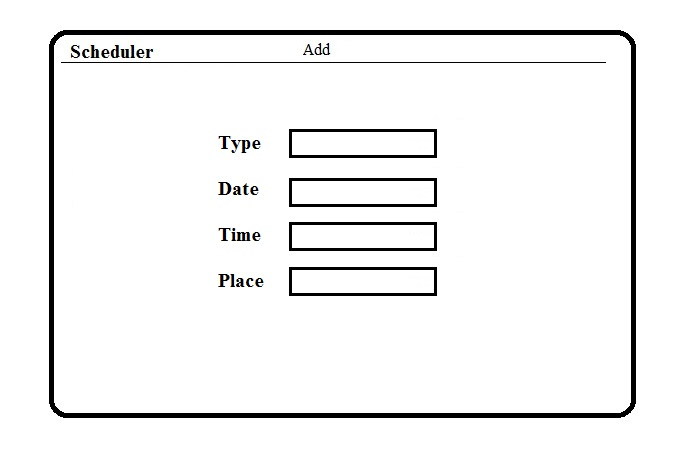 Scheduler Add
Type
Date
Time
Place